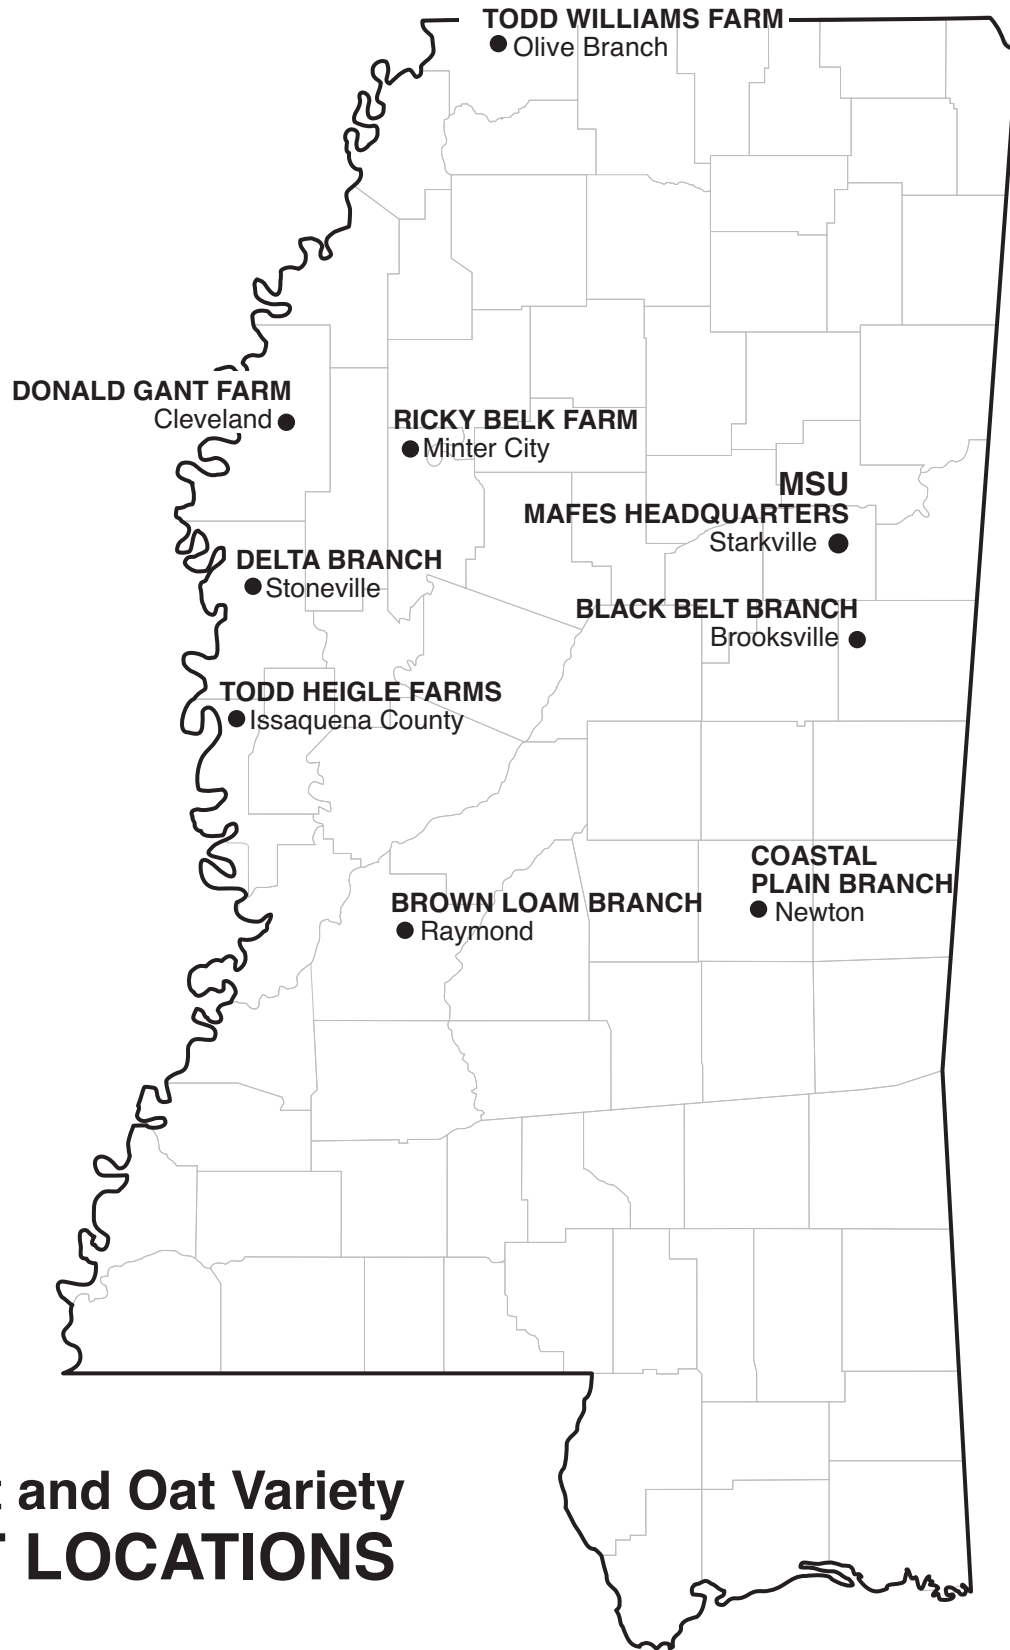 TODD WILLIAMS FARM
Olive Branch
DONALD GANT FARM
Cleveland
RICKY BELK FARM
Minter City
MSU
MAFES HEADQUARTERS
Starkville
DELTA BRANCH
Stoneville
BLACK BELT BRANCH
Brooksville
TODD HEIGLE FARMS
Issaquena County
COASTAL
PLAIN BRANCH
Newton
BROWN LOAM BRANCH
Raymond
and Oat Variety
LOCATIONS